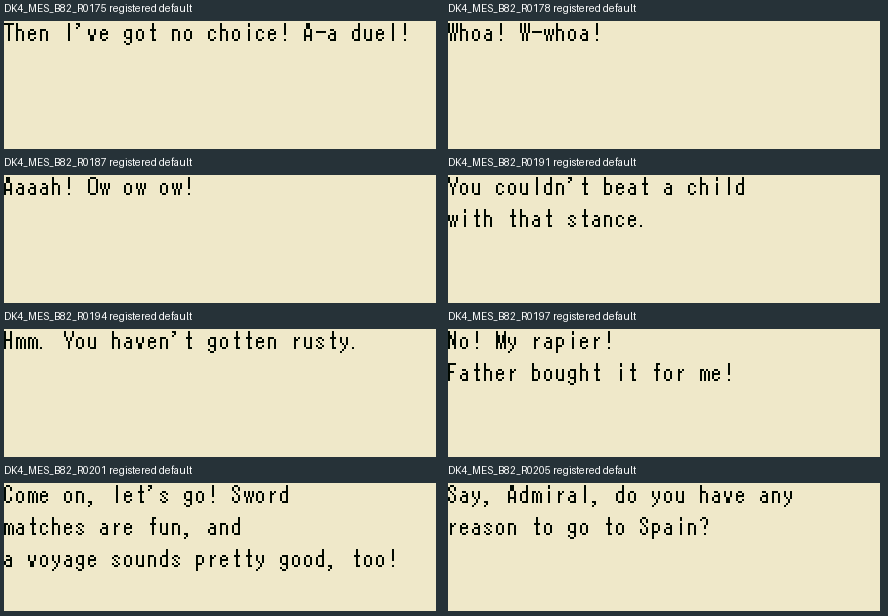 DK4_MES_B82_R0175 registered default
Then I've got no choice! A-a duel!
DK4_MES_B82_R0178 registered default
Whoa! W-whoa!
DK4_MES_B82_R0187 registered default
Aaaah! Ow ow ow!
DK4_MES_B82_R0191 registered default
You couldn't beat a child
with that stance.
DK4_MES_B82_R0194 registered default
Hmm. You haven't gotten rusty.
DK4_MES_B82_R0197 registered default
No! My rapier!
Father bought it for me!
DK4_MES_B82_R0201 registered default
Come on, let's go! Sword
matches are fun, and
a voyage sounds pretty good, too!
DK4_MES_B82_R0205 registered default
Say, Admiral, do you have any
reason to go to Spain?